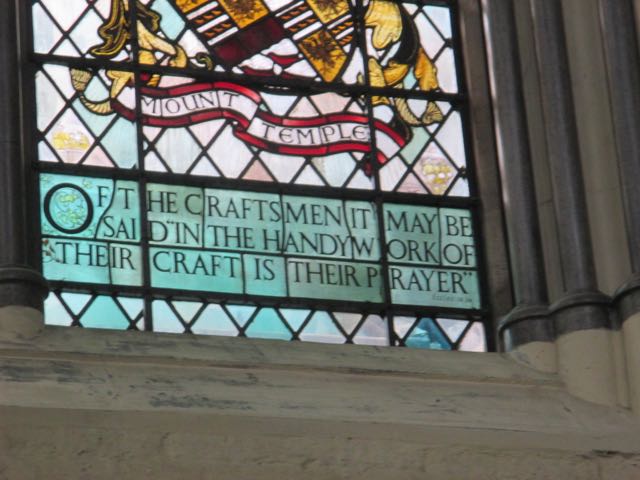 MOUNT TEMPLE
OF THE CRAFTSMEN IT MAY BE
SAID "IN THE HANDYWORK OF
THEIR CRAFT IS THEIR PRAYER"